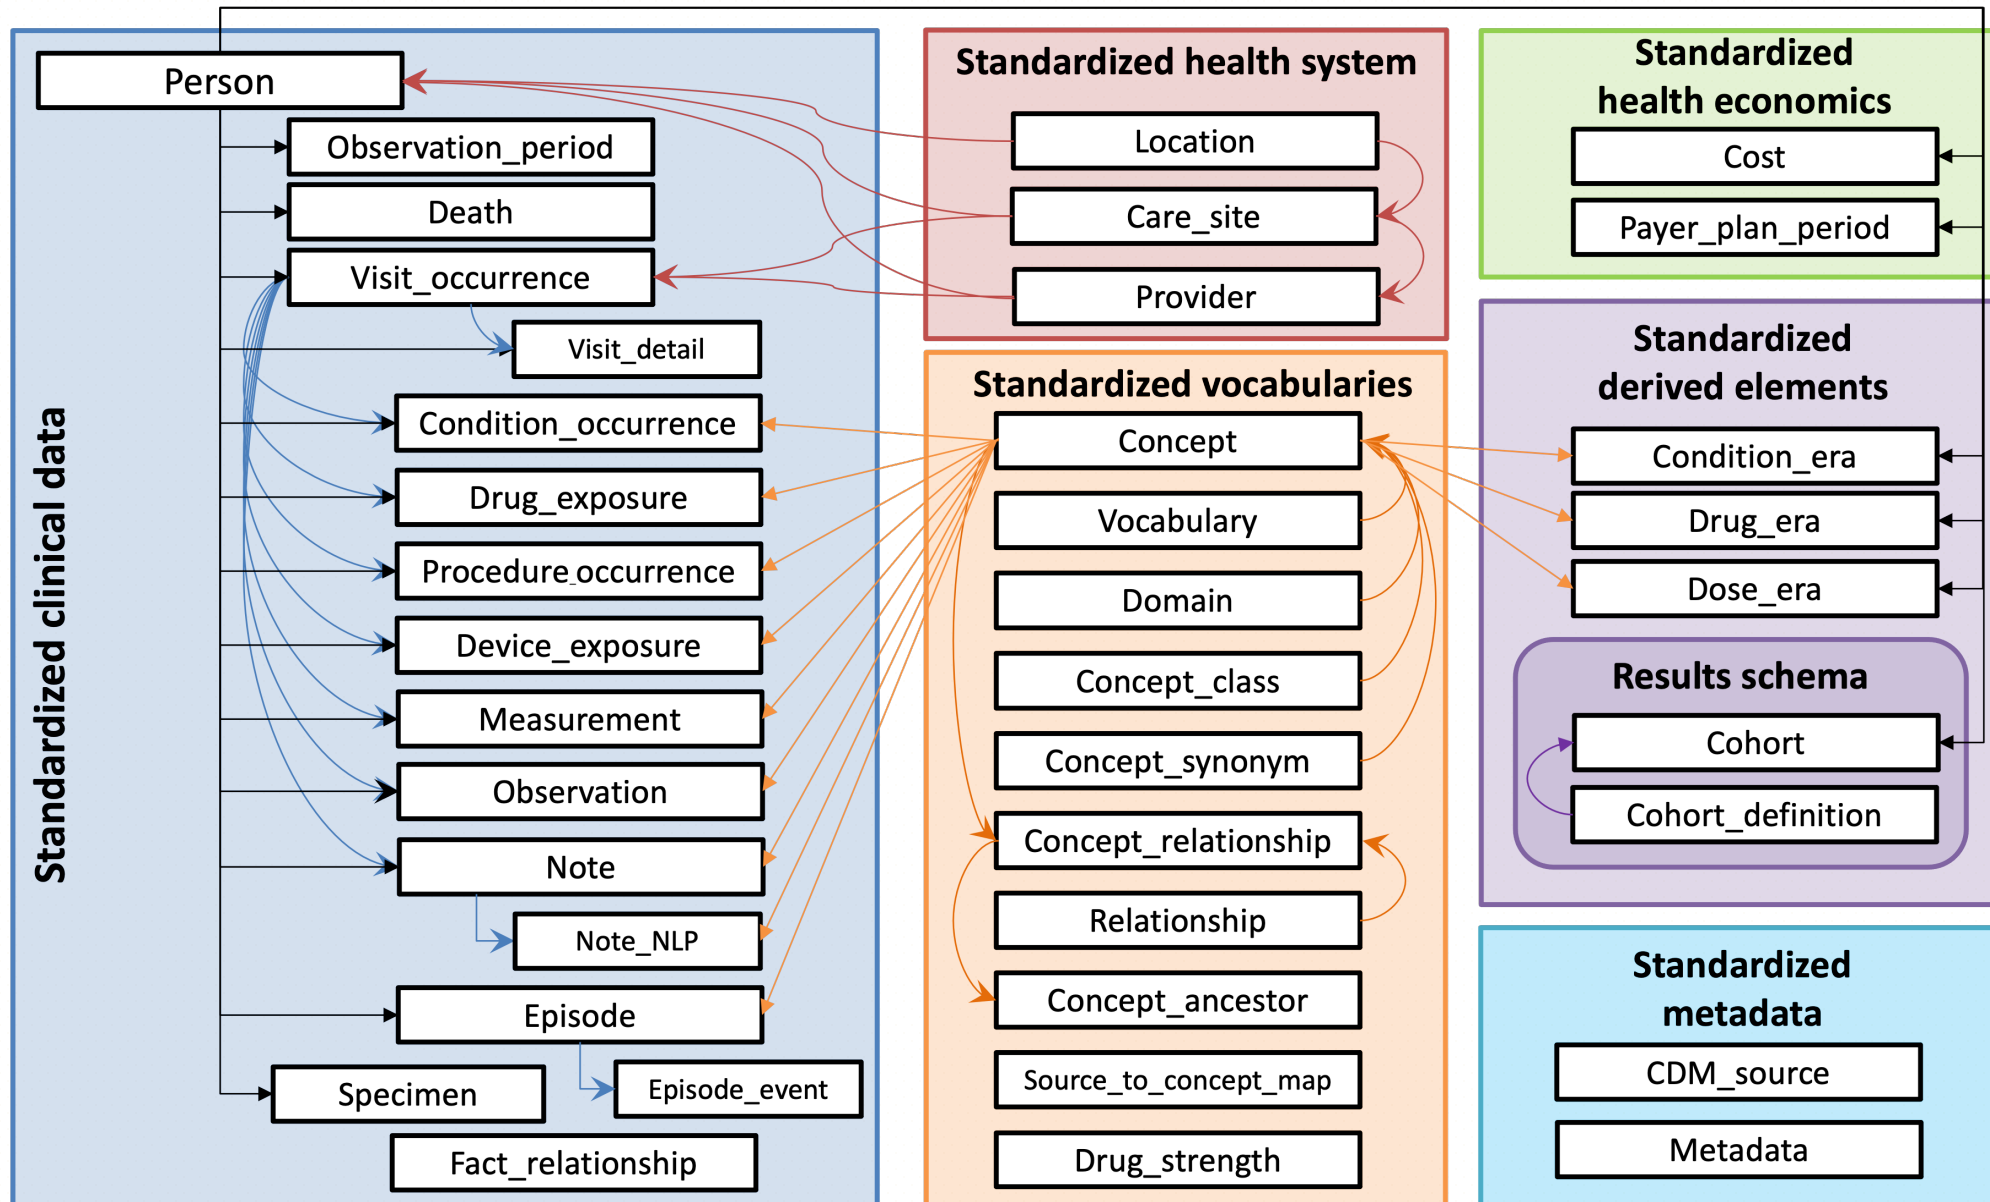 Standardized clinical data
Person
Observation_period
Death
Visit_occurrence
Visit_detail
Condition_occurrence
Drug_exposure
Procedure_occurrence
Device_exposure
Measurement
Observation
Note
Note_NLP
Episode
Episode_event
Specimen
Fact_relationship
Standardized health system
Location
Care_site
Provider
Standardized vocabularies
Concept
Vocabulary
Domain
Concept_class
Concept_synonym
Concept_relationship
Relationship
Concept_ancestor
Source_to_concept_map
Drug_strength
Standardized
health economics
Cost
Payer_plan_period
Standardized
derived elements
Condition_era
Drug_era
Dose_era
Results schema
Cohort
Cohort_definition
Standardized
metadata
CDM_source
Metadata